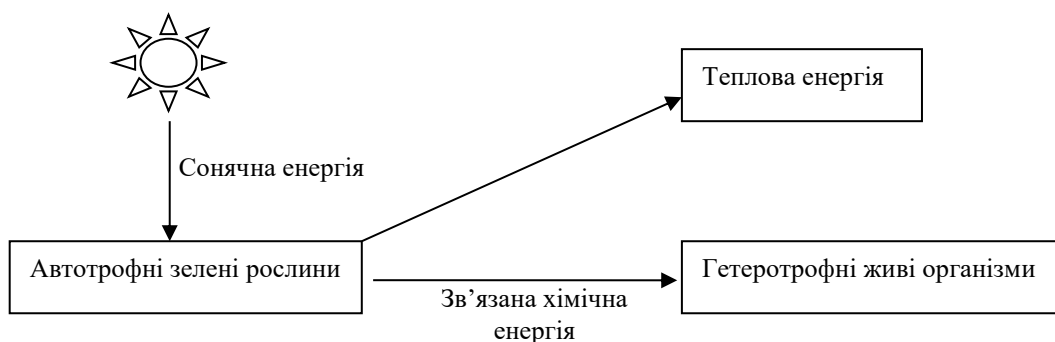 Теплова енергія
Сонячна енергія
Автотрофні зелені рослини
Гетеротрофні живі організми
Зв’язана хімічна
енергія